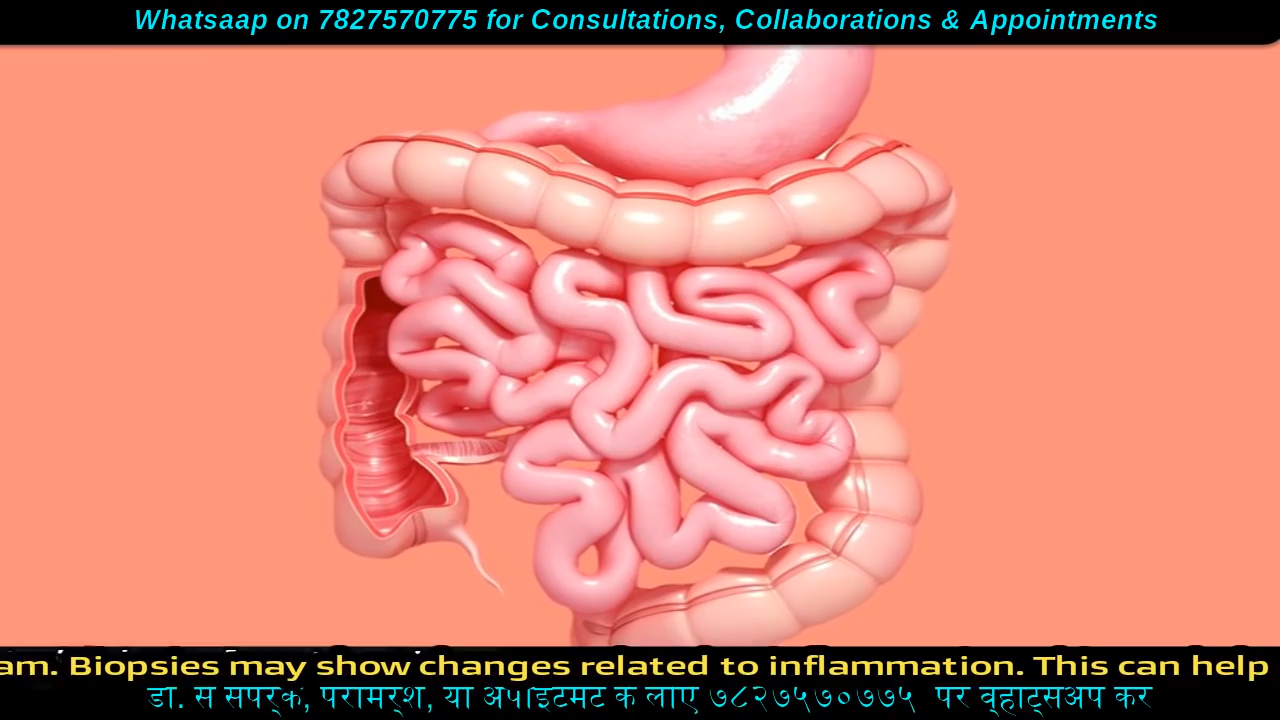 Whatsaap on 7827570775 for Consultations, Collaborations & Appointments
am. Biopsies may show changes related to inflammation. This can help
डा. स सपर्क, परामर्श, या अपाइटमट क लाए ७८२७५७०७७५ पर व्हाट्सअप कर